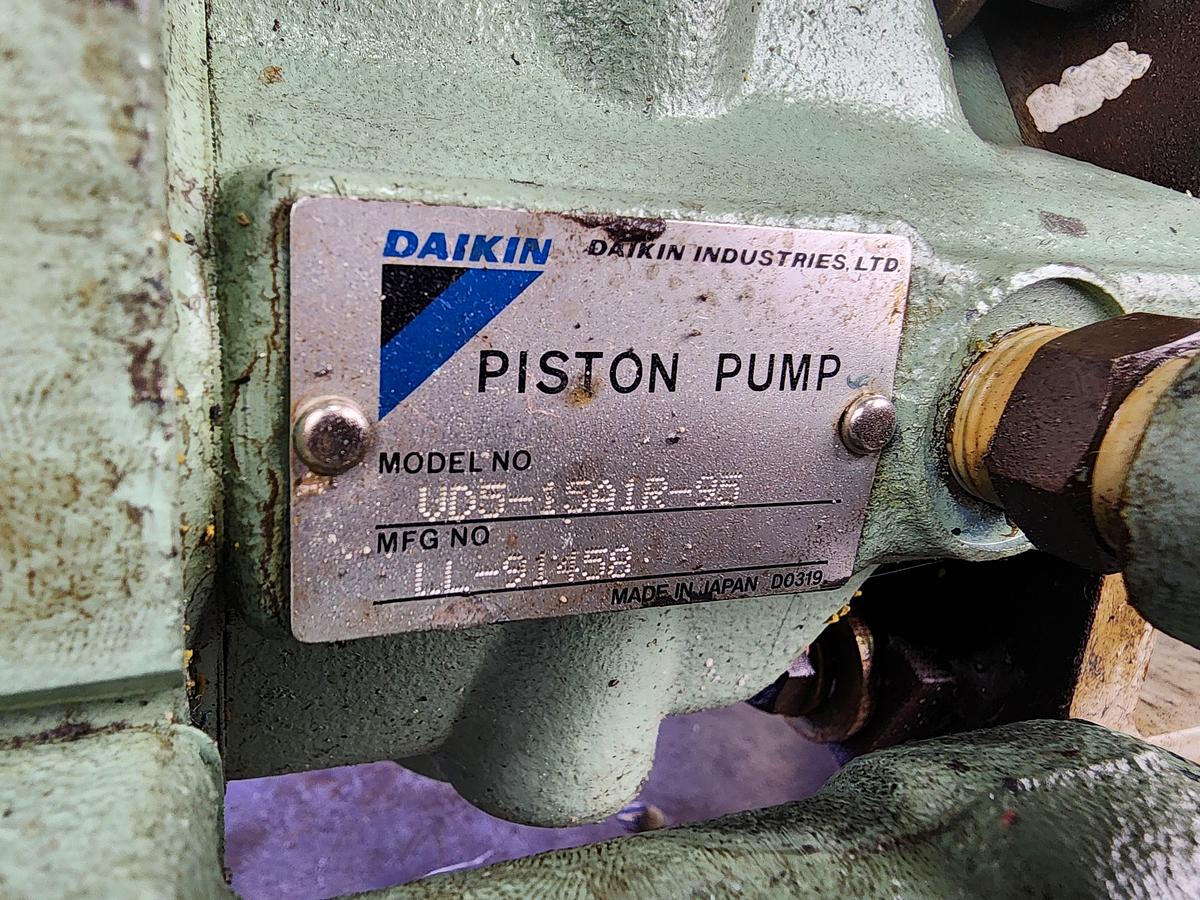 DAIKIN DAIKIN INDUSTRIES, LTD.
PISTON PUMP
MODEL NO
VD5-15A1R-95
MFG NO
LL-91458
MADE IN JAPAN D0319